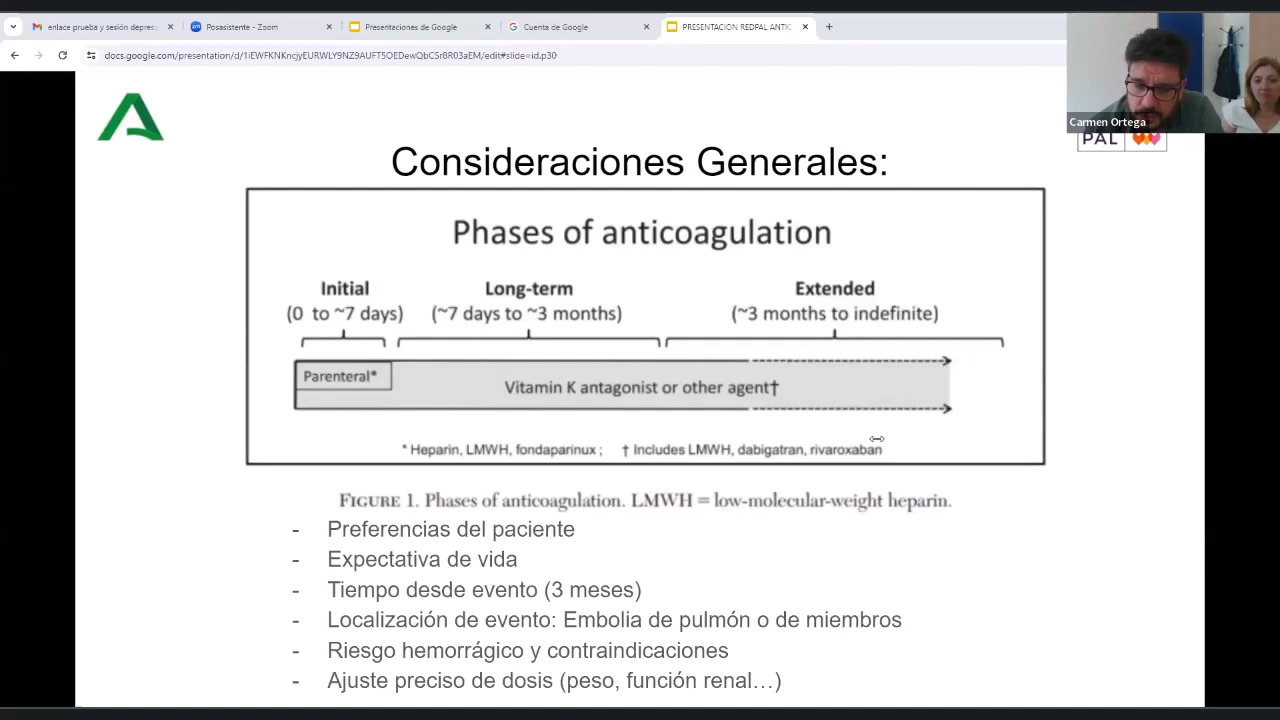 enlace prueba y sesión depres
Posasistente - Zoom
Presentaciones de Google
Cuenta de Google
PRESENTACION REDPAL ANTIC
Carmen Ortega
PAL
Consideraciones Generales:
Phases of anticoagulation
Initial Long-term Extended
(0 to ~7 days) (~7 days to ~3 months) (~3 months to indefinite)
Parenteral*
Vitamin K antagonist or other agent†
* Heparin, LMWH, fondaparinux ; † Includes LMWH, dabigatran, rivaroxaban
FIGURE 1. Phases of anticoagulation. LMWH = low-molecular-weight heparin.
- Preferencias del paciente
- Expectativa de vida
- Tiempo desde evento (3 meses)
- Localización de evento: Embolia de pulmón o de miembros
- Riesgo hemorrágico y contraindicaciones
- Ajuste preciso de dosis (peso, función renal…)